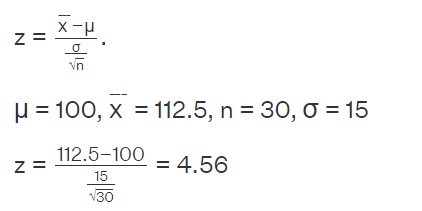 z = (x̅ − μ) / (σ / √n).
μ = 100, x̅ = 112.5, n = 30, σ = 15
z = (112.5−100) / (15 / √30) = 4.56